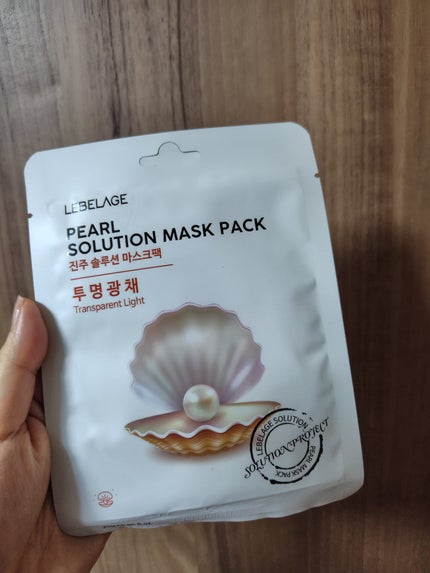 LEBELAGE
PEARL
SOLUTION MASK PACK
진주 솔루션 마스크팩
투명광채
Transparent Light
LEBELAGE SOLUTION
SOLUTION PROJECT
PEARL MASK PACK